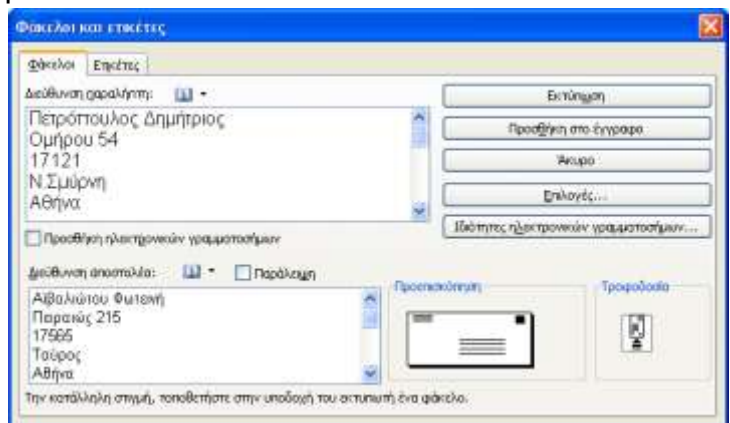 Φάκελοι και ετικέτες
Φάκελοι Ετικέτες
Διεύθυνση παραλήπτη:
Πετρόπουλος Δημήτριος
Ομήρου 54
17121
Ν.Σμύρνη
Αθήνα
Προσθήκη ηλεκτρονικών γραμματοσήμων
Εκτύπωση
Προσθήκη στο έγγραφο
Άκυρο
Επιλογές...
Ιδιότητες ηλεκτρονικών γραμματοσήμων...
Διεύθυνση αποστολέα:
Παράλειψη
Αϊβαλιώτου Φωτεινή
Πειραιώς 215
17565
Ταύρος
Αθήνα
Προεπισκόπηση
Τροφοδοσία
Την κατάλληλη στιγμή, τοποθετήστε στην υποδοχή του εκτυπωτή ένα φάκελο.